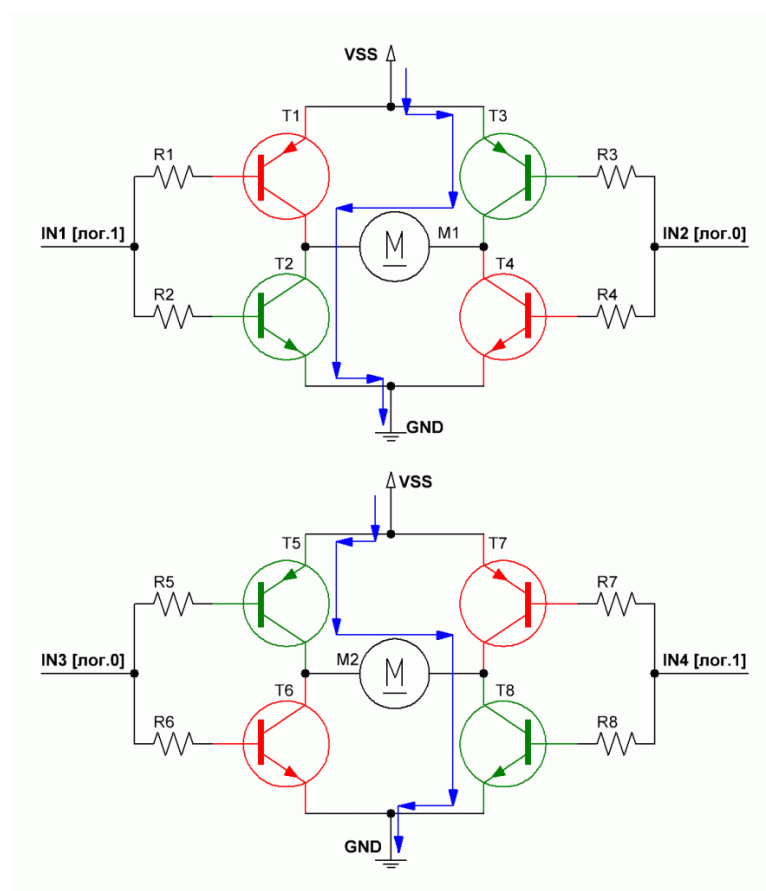 VSS
T1
T3
R1
R3
IN1 [лог.1]
M
M1
IN2 [лог.0]
T2
T4
R2
R4
GND
VSS
T5
T7
R5
R7
IN3 [лог.0]
M2
M
IN4 [лог.1]
T6
T8
R6
R8
GND